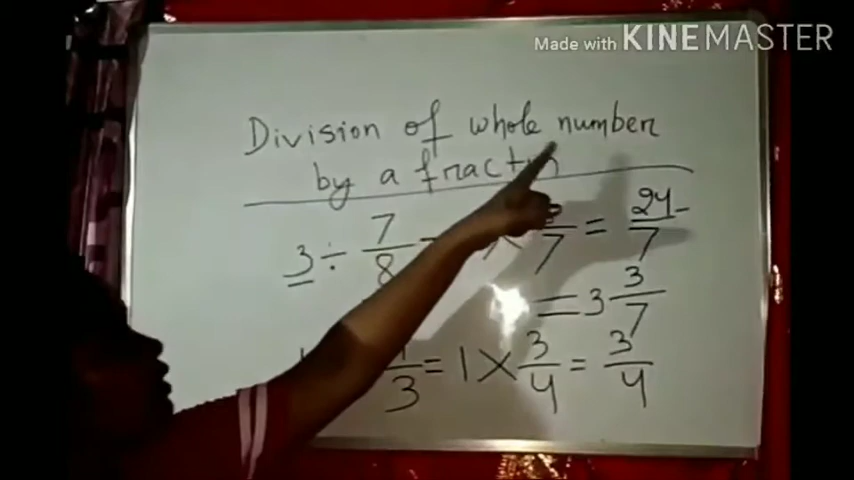 Made with KINEMASTER
Division of whole number
by a fractin
3 ÷ 7/8 = × /7 = 24/7
= 3 3/7
/3 = 1 × 3/4 = 3/4